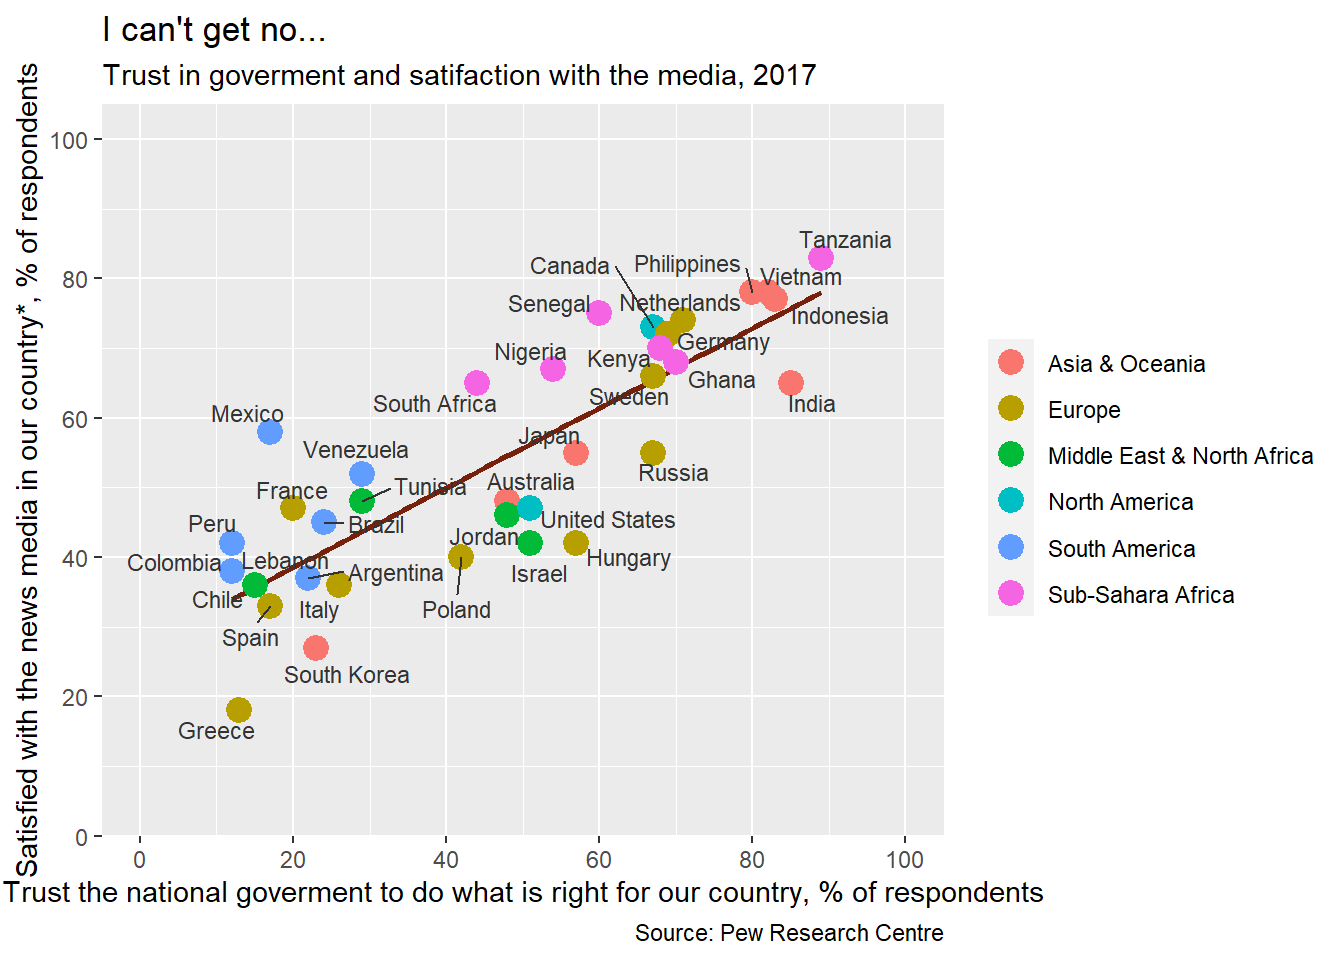 I can't get no...
Trust in goverment and satifaction with the media, 2017
Satisfied with the news media in our country*, % of respondents
100
80
60
40
20
0
Tanzania
Canada
Philippines
Vietnam
Senegal
Netherlands
Indonesia
Germany
Nigeria
Kenya
Ghana
South Africa
Sweden
India
Mexico
Japan
Venezuela
Russia
Tunisia
Australia
France
Peru
Brazil
United States
Jordan
Colombia
Lebanon
Hungary
Argentina
Israel
Chile
Italy
Poland
Spain
South Korea
Greece
0
20
40
60
80
100
Trust the national goverment to do what is right for our country, % of respondents
Source: Pew Research Centre
Asia & Oceania
Europe
Middle East & North Africa
North America
South America
Sub-Sahara Africa